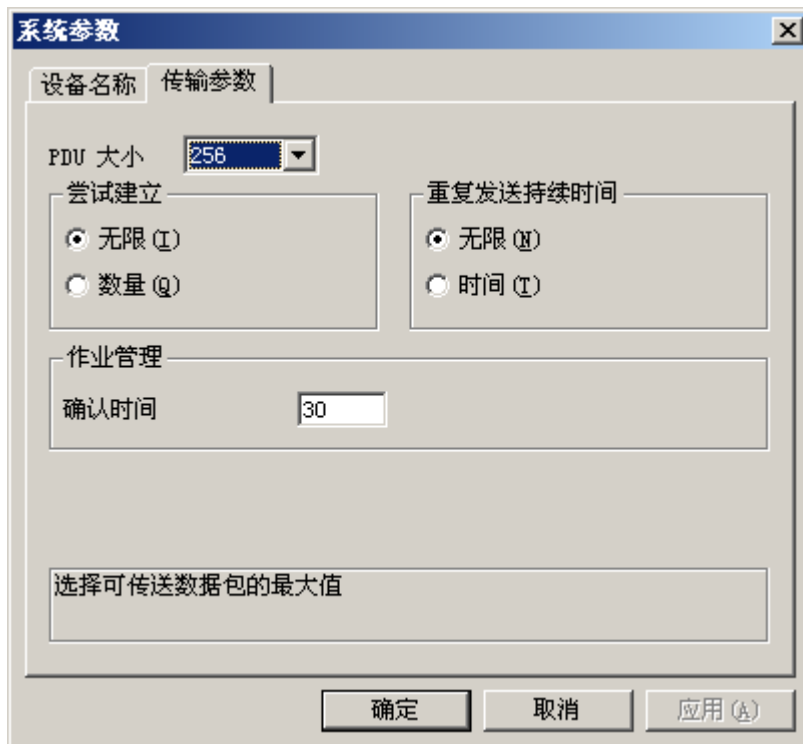 系统参数
设备名称 传输参数
PDU 大小 256
尝试建立 重复发送持续时间
无限(I) 无限(N)
数量(Q) 时间(T)
作业管理
确认时间 30
选择可传送数据包的最大值
确定 取消 应用(A)